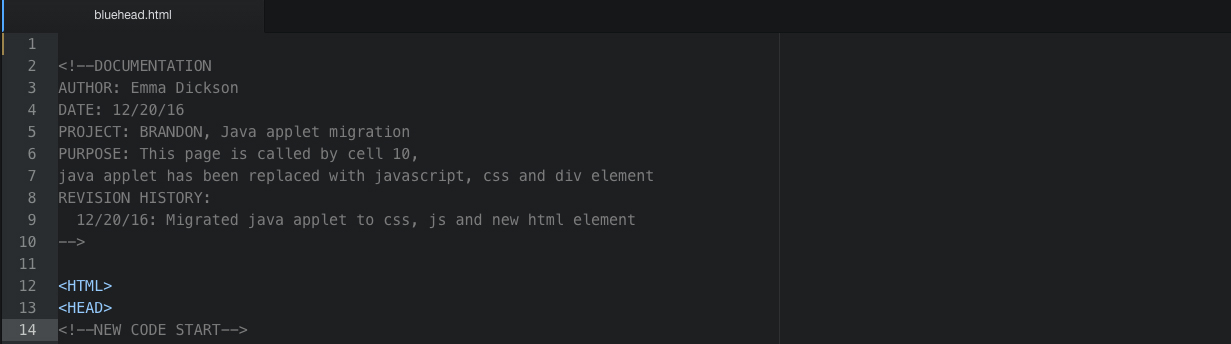 bluehead.html
1
2 <!--DOCUMENTATION
3 AUTHOR: Emma Dickson
4 DATE: 12/20/16
5 PROJECT: BRANDON, Java applet migration
6 PURPOSE: This page is called by cell 10,
7 java applet has been replaced with javascript, css and div element
8 REVISION HISTORY:
9   12/20/16: Migrated java applet to css, js and new html element
10 -->
11
12 <HTML>
13 <HEAD>
14 <!--NEW CODE START-->